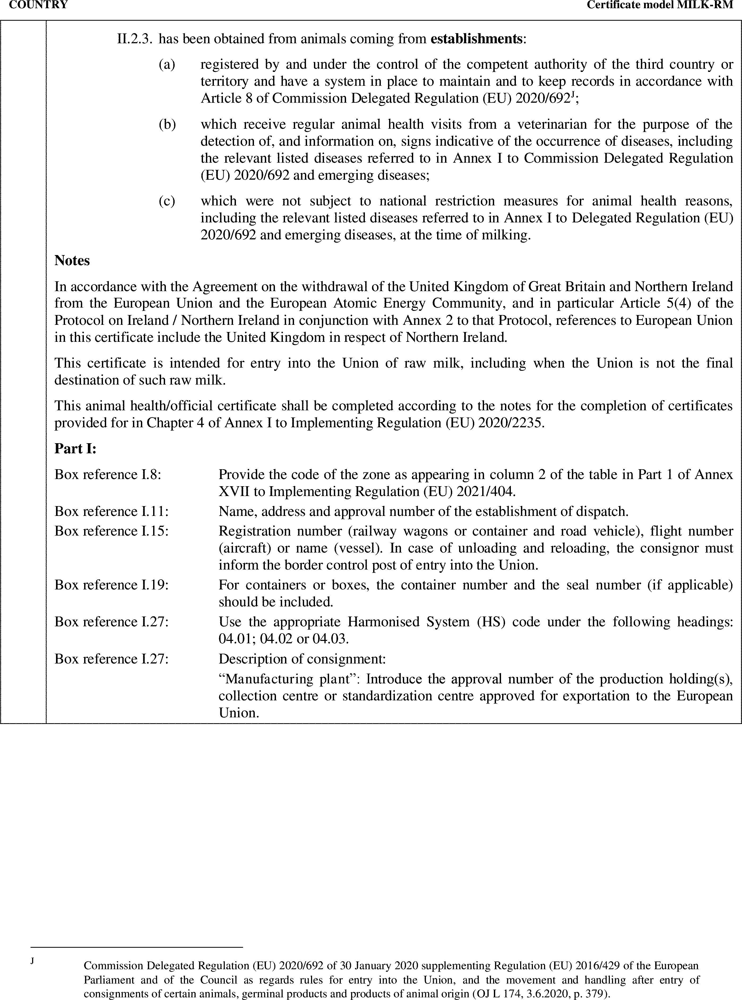 COUNTRY
Certificate model MILK-RM
II.2.3. has been obtained from animals coming from establishments:
(a) registered by and under the control of the competent authority of the third country or
territory and have a system in place to maintain and to keep records in accordance with
Article 8 of Commission Delegated Regulation (EU) 2020/692J;
(b) which receive regular animal health visits from a veterinarian for the purpose of the
detection of, and information on, signs indicative of the occurrence of diseases, including
the relevant listed diseases referred to in Annex I to Commission Delegated Regulation
(EU) 2020/692 and emerging diseases;
(c) which were not subject to national restriction measures for animal health reasons,
including the relevant listed diseases referred to in Annex I to Delegated Regulation (EU)
2020/692 and emerging diseases, at the time of milking.
Notes
In accordance with the Agreement on the withdrawal of the United Kingdom of Great Britain and Northern Ireland
from the European Union and the European Atomic Energy Community, and in particular Article 5(4) of the
Protocol on Ireland / Northern Ireland in conjunction with Annex 2 to that Protocol, references to European Union
in this certificate include the United Kingdom in respect of Northern Ireland.
This certificate is intended for entry into the Union of raw milk, including when the Union is not the final
destination of such raw milk.
This animal health/official certificate shall be completed according to the notes for the completion of certificates
provided for in Chapter 4 of Annex I to Implementing Regulation (EU) 2020/2235.
Part I:
Box reference I.8: Provide the code of the zone as appearing in column 2 of the table in Part 1 of Annex
XVII to Implementing Regulation (EU) 2021/404.
Box reference I.11: Name, address and approval number of the establishment of dispatch.
Box reference I.15: Registration number (railway wagons or container and road vehicle), flight number
(aircraft) or name (vessel). In case of unloading and reloading, the consignor must
inform the border control post of entry into the Union.
Box reference I.19: For containers or boxes, the container number and the seal number (if applicable)
should be included.
Box reference I.27: Use the appropriate Harmonised System (HS) code under the following headings:
04.01; 04.02 or 04.03.
Box reference I.27: Description of consignment:
“Manufacturing plant”: Introduce the approval number of the production holding(s),
collection centre or standardization centre approved for exportation to the European
Union.
J Commission Delegated Regulation (EU) 2020/692 of 30 January 2020 supplementing Regulation (EU) 2016/429 of the European
Parliament and of the Council as regards rules for entry into the Union, and the movement and handling after entry of
consignments of certain animals, germinal products and products of animal origin (OJ L 174, 3.6.2020, p. 379).